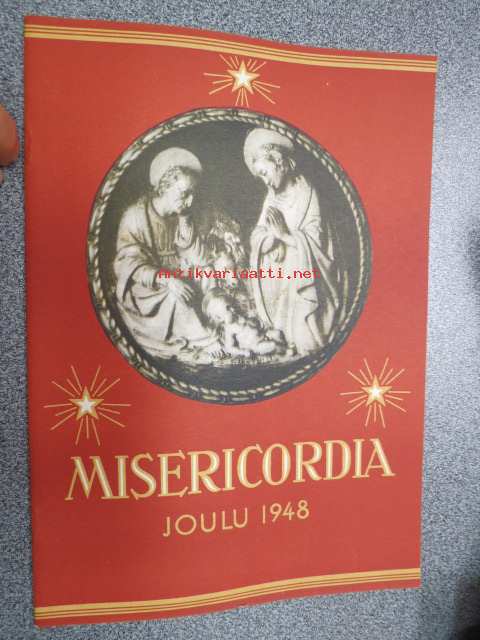 Antikvariaatti.net
MISERICORDIA
JOULU 1948